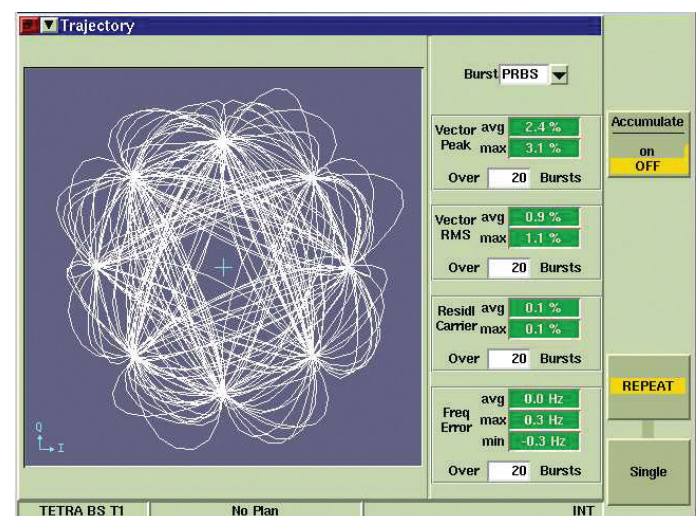 Trajectory
Burst PRBS
Vector Peak avg 2.4 %
max 3.1 %
Over 20 Bursts
Vector RMS avg 0.9 %
max 1.1 %
Over 20 Bursts
Residl Carrier avg 0.1 %
max 0.1 %
Over 20 Bursts
Freq Error avg 0.0 Hz
max 0.3 Hz
min -0.3 Hz
Over 20 Bursts
Accumulate
on
OFF
REPEAT
Single
Q
I
TETRA BS T1 No Plan INT